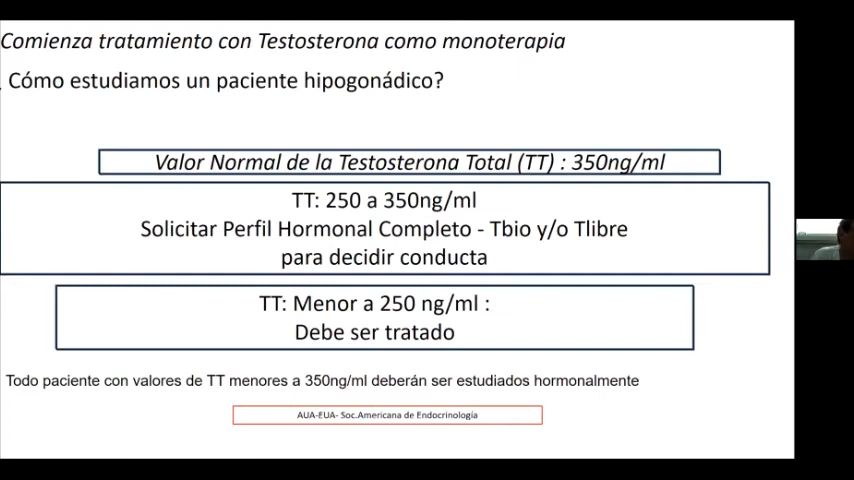 Comienza tratamiento con Testosterona como monoterapia
Cómo estudiamos un paciente hipogonádico?
Valor Normal de la Testosterona Total (TT) : 350ng/ml
TT: 250 a 350ng/ml
Solicitar Perfil Hormonal Completo - Tbio y/o Tlibre
para decidir conducta
TT: Menor a 250 ng/ml :
Debe ser tratado
Todo paciente con valores de TT menores a 350ng/ml deberán ser estudiados hormonalmente
AUA-EUA- Soc.Americana de Endocrinología